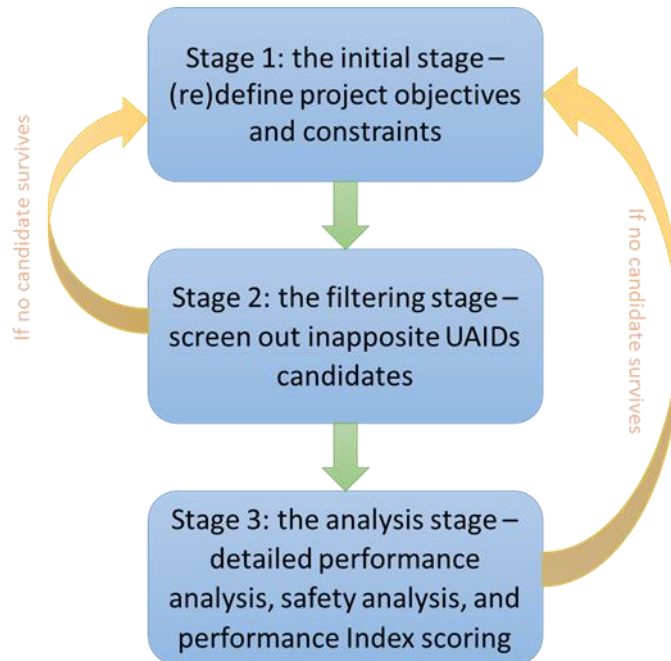 Stage 1: the initial stage –
(re)define project objectives
and constraints
If no candidate survives
If no candidate survives
Stage 2: the filtering stage –
screen out inapposite UAIDs
candidates
Stage 3: the analysis stage –
detailed performance
analysis, safety analysis, and
performance Index scoring